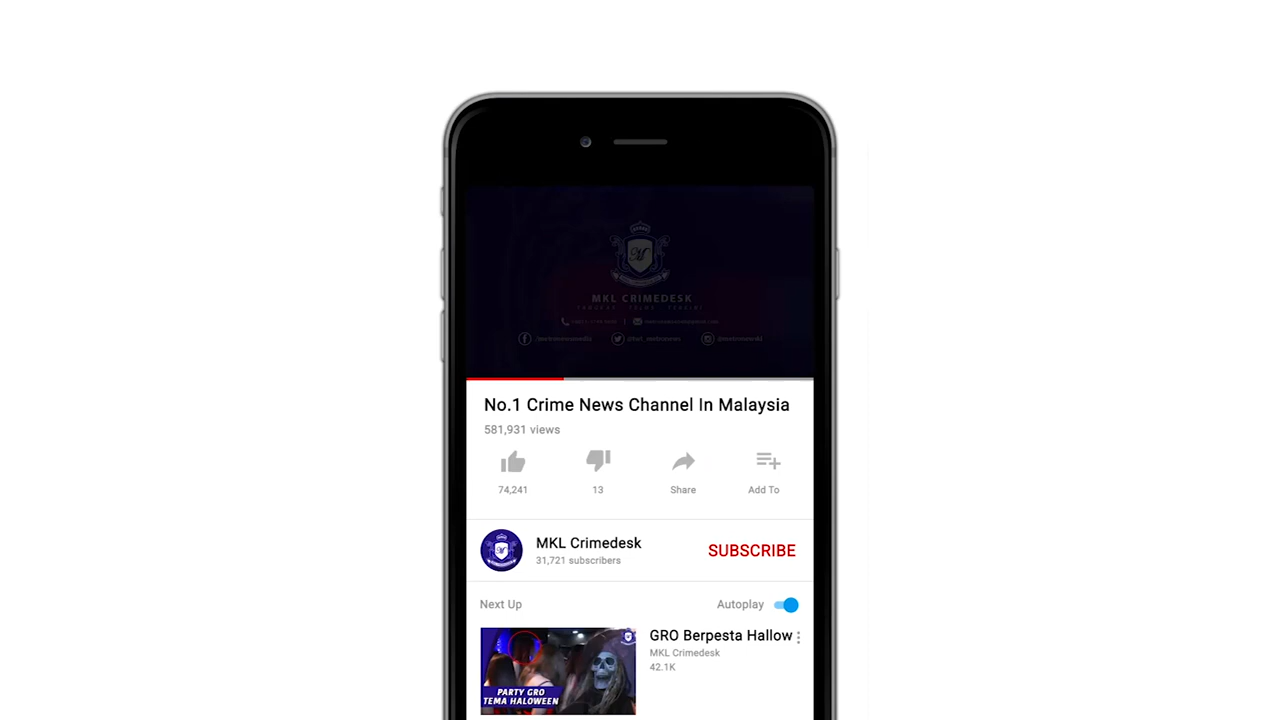 MKL CRIMEDESK
No.1 Crime News Channel In Malaysia
581,931 views
74,241
13
Share
Add To
MKL Crimedesk
31,721 subscribers
SUBSCRIBE
Next Up
Autoplay
GRO Berpesta Hallow
MKL Crimedesk
42.1K
PARTY GRO
TEMA HALOWEEN